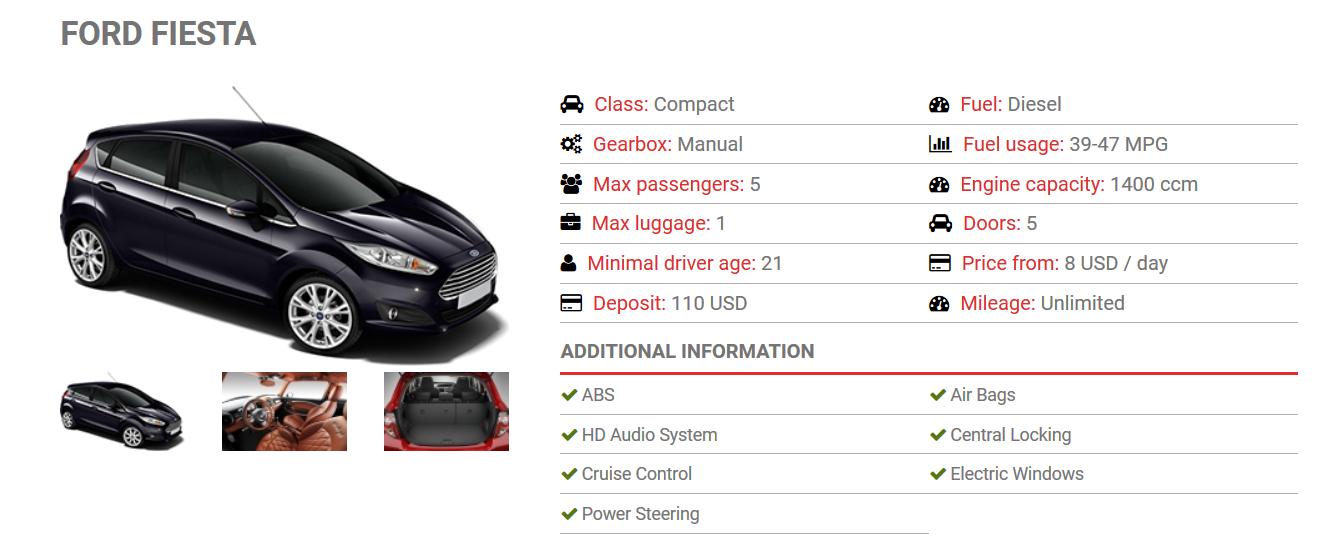 FORD FIESTA
Class: Compact
Fuel: Diesel
Gearbox: Manual
Fuel usage: 39-47 MPG
Max passengers: 5
Engine capacity: 1400 ccm
Max luggage: 1
Doors: 5
Minimal driver age: 21
Price from: 8 USD / day
Deposit: 110 USD
Mileage: Unlimited
ADDITIONAL INFORMATION
ABS
Air Bags
HD Audio System
Central Locking
Cruise Control
Electric Windows
Power Steering